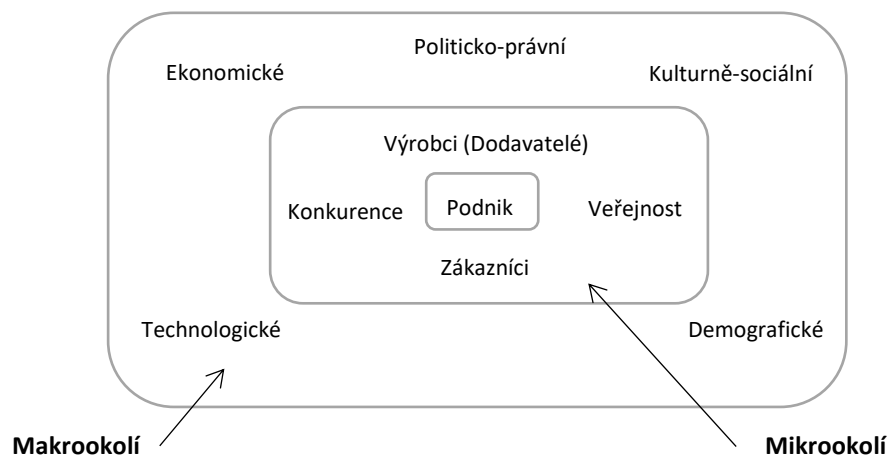 Politicko-právní
Ekonomické
Kulturně-sociální
Výrobci (Dodavatelé)
Konkurence
Podnik
Veřejnost
Zákazníci
Technologické
Demografické
Makrookolí
Mikrookolí